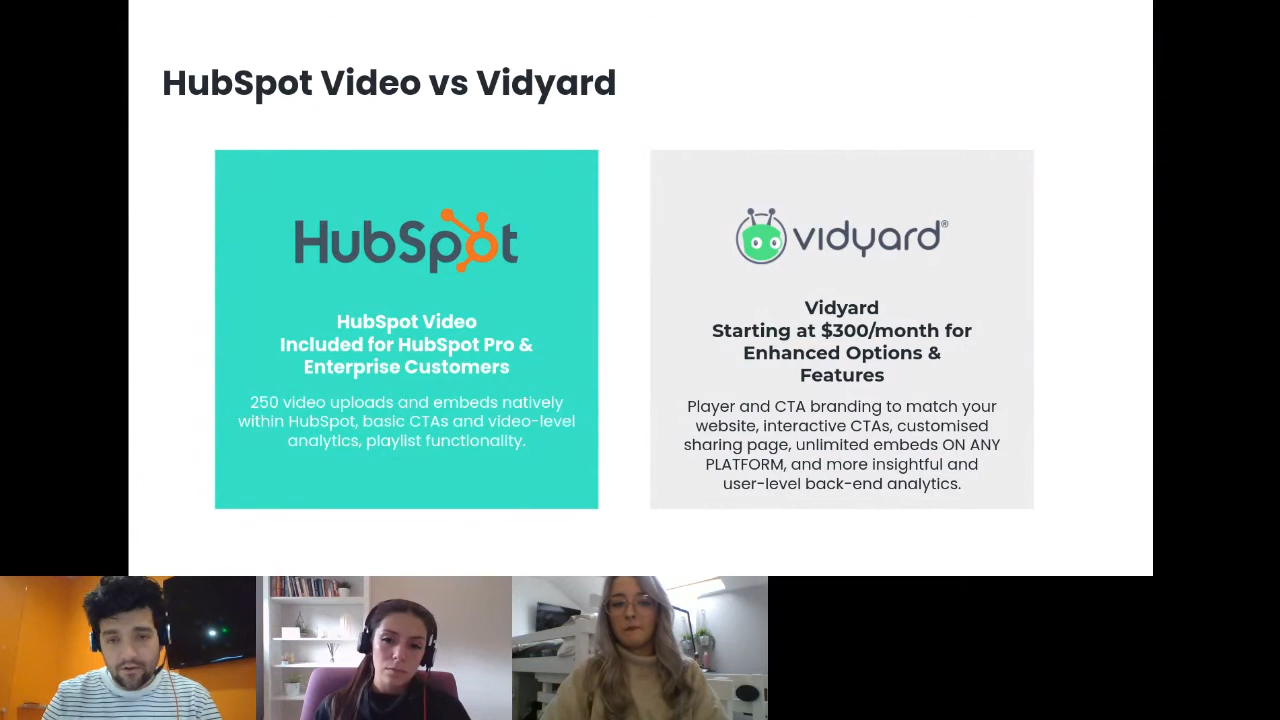 HubSpot Video vs Vidyard
HubSpot
HubSpot Video
Included for HubSpot Pro &
Enterprise Customers
250 video uploads and embeds natively
within HubSpot, basic CTAs and video-level
analytics, playlist functionality.
vidyard®
Vidyard
Starting at $300/month for
Enhanced Options &
Features
Player and CTA branding to match your
website, interactive CTAs, customised
sharing page, unlimited embeds ON ANY
PLATFORM, and more insightful and
user-level back-end analytics.